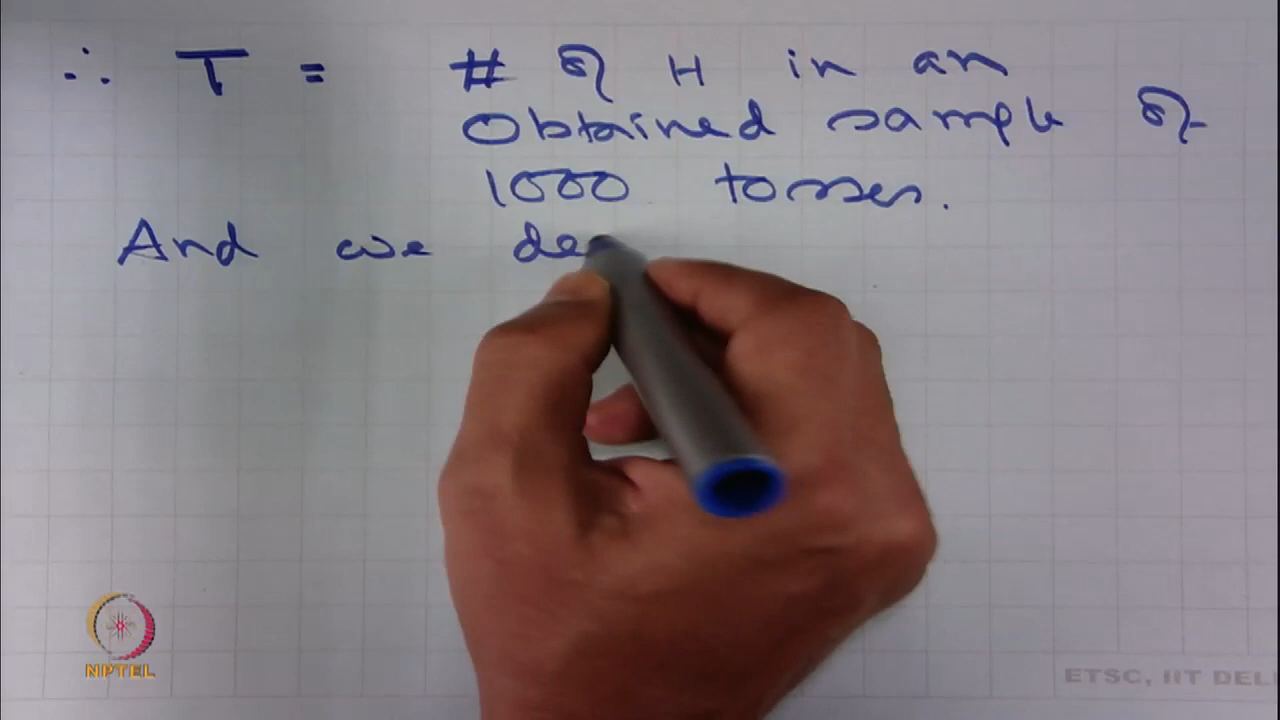 ∴ T = # of H in an
Obtained sample of
1000 tosses.
And we de
NPTEL
ETSC, IIT DEL